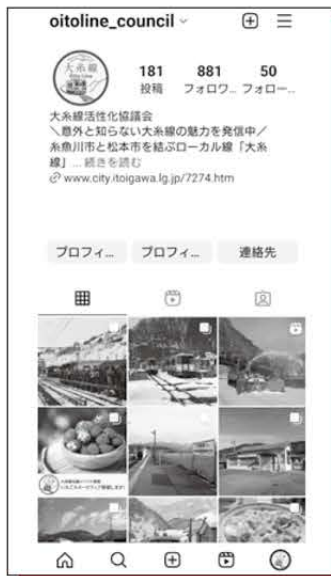 oitoline_council
大糸線
181 881 50
投稿 フォロワ... フォロー...
大糸線活性化協議会
＼意外と知らない大糸線の魅力を発信中／
糸魚川市と松本市を結ぶローカル線「大糸
線」... 続きを読む
www.city.itoigawa.lg.jp/7274.htm
プロフィ... プロフィ... 連絡先